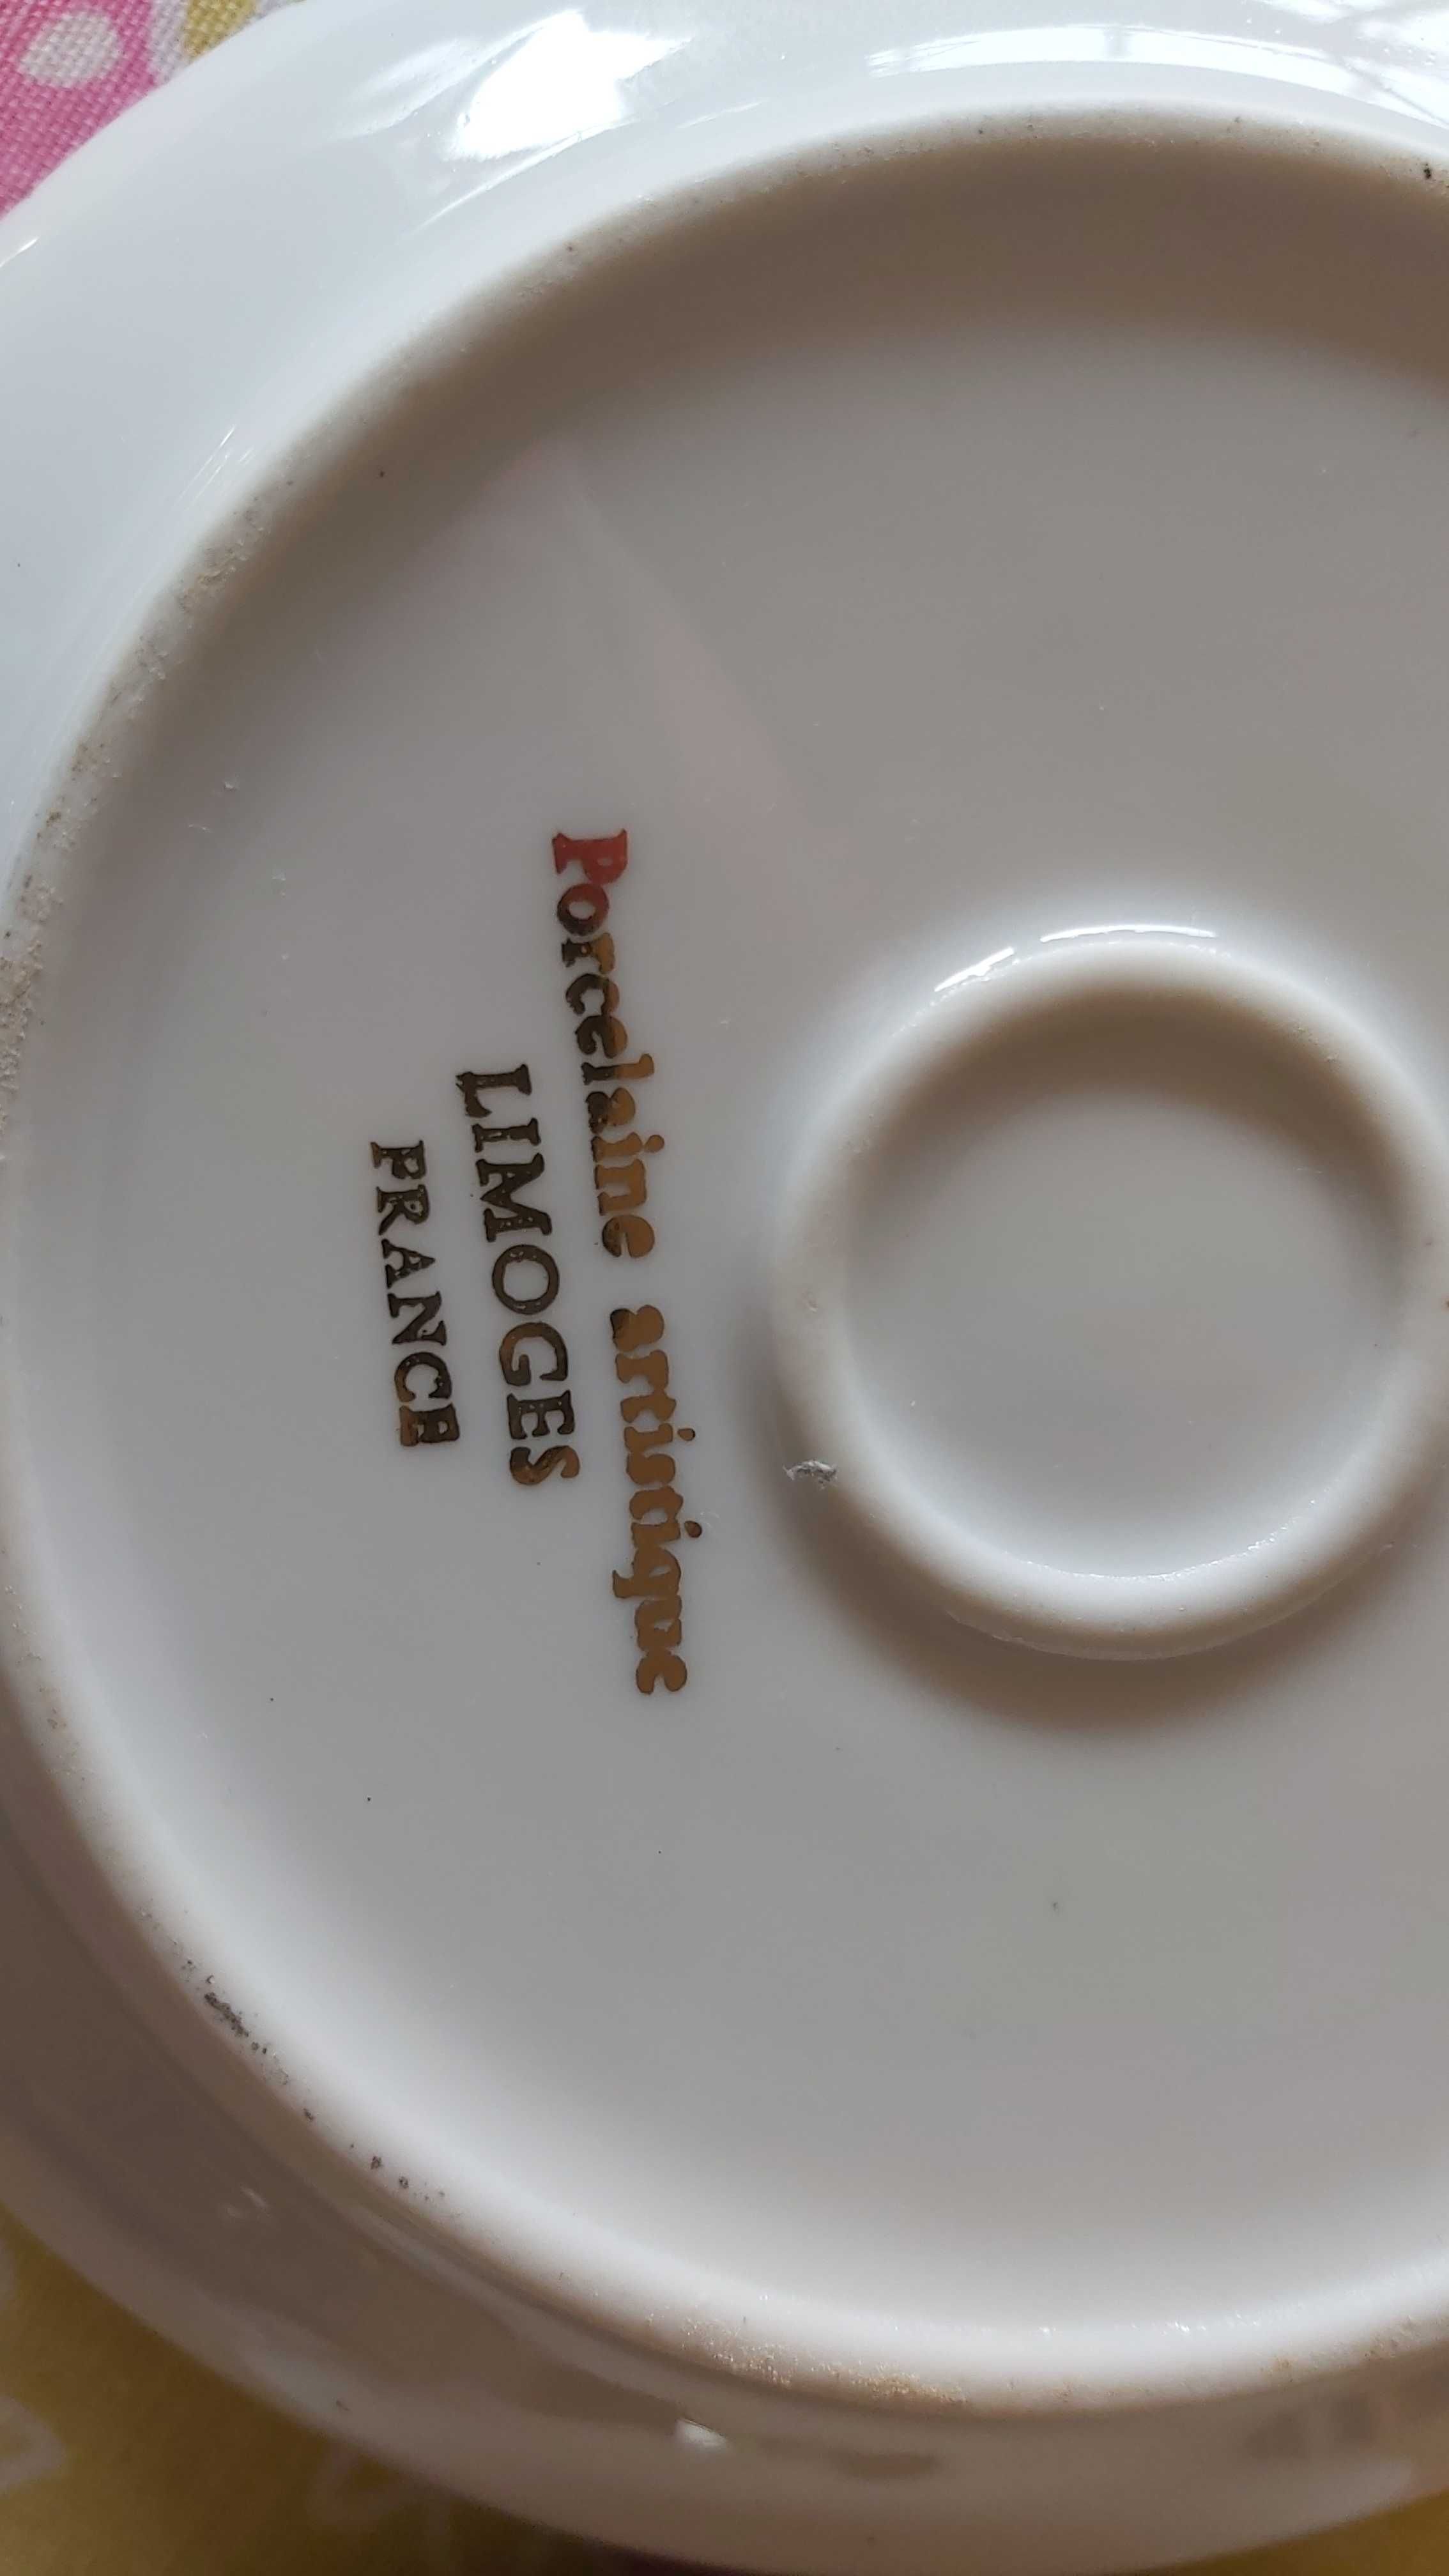 Porcelaine artistique
LIMOGES
FRANCE